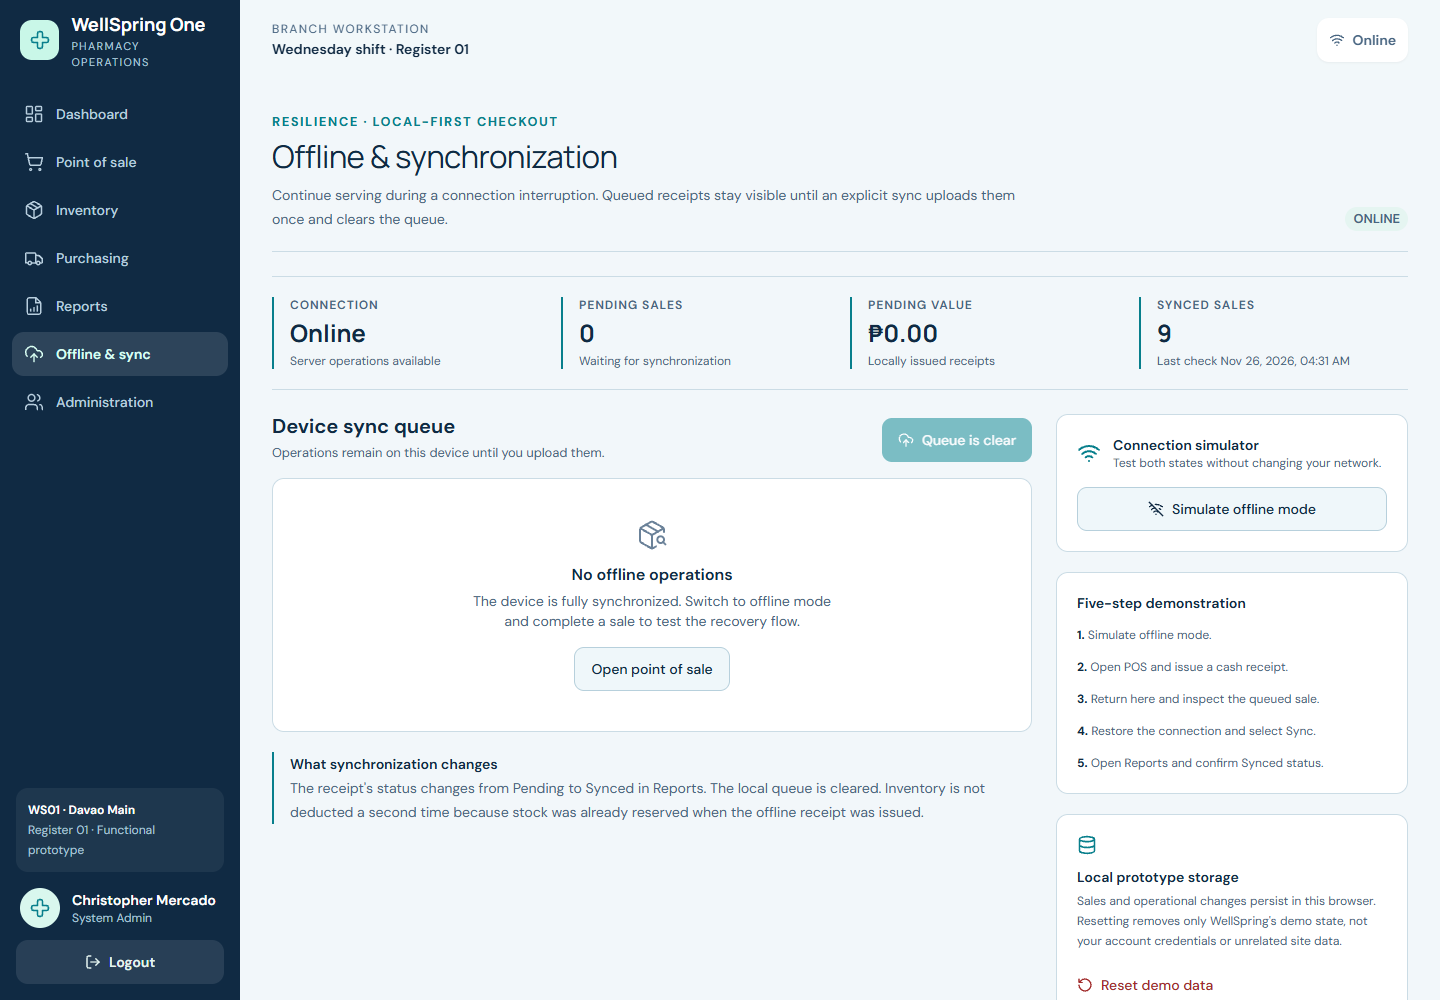 WellSpring One
PHARMACY
OPERATIONS
Dashboard
Point of sale
Inventory
Purchasing
Reports
Offline & sync
Administration
WS01 · Davao Main
Register 01 · Functional
prototype
Christopher Mercado
System Admin
Logout
BRANCH WORKSTATION
Wednesday shift · Register 01
Online
RESILIENCE · LOCAL-FIRST CHECKOUT
Offline & synchronization
Continue serving during a connection interruption. Queued receipts stay visible until an explicit sync uploads them
once and clears the queue.
ONLINE
CONNECTION
Online
Server operations available
PENDING SALES
0
Waiting for synchronization
PENDING VALUE
₱0.00
Locally issued receipts
SYNCED SALES
9
Last check Nov 26, 2026, 04:31 AM
Device sync queue
Operations remain on this device until you upload them.
Queue is clear
No offline operations
The device is fully synchronized. Switch to offline mode
and complete a sale to test the recovery flow.
Open point of sale
What synchronization changes
The receipt's status changes from Pending to Synced in Reports. The local queue is cleared. Inventory is not
deducted a second time because stock was already reserved when the offline receipt was issued.
Connection simulator
Test both states without changing your network.
Simulate offline mode
Five-step demonstration
1. Simulate offline mode.
2. Open POS and issue a cash receipt.
3. Return here and inspect the queued sale.
4. Restore the connection and select Sync.
5. Open Reports and confirm Synced status.
Local prototype storage
Sales and operational changes persist in this browser.
Resetting removes only WellSpring's demo state, not
your account credentials or unrelated site data.
Reset demo data